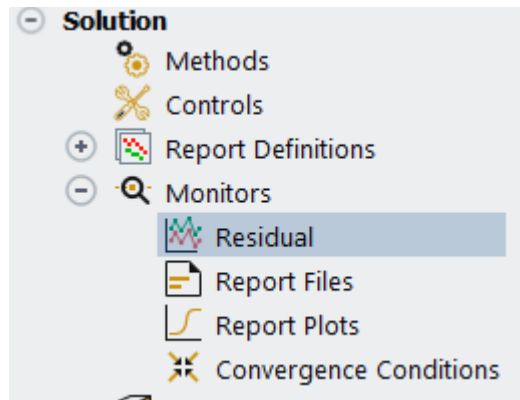 Solution
Methods
Controls
Report Definitions
Monitors
Residual
Report Files
Report Plots
Convergence Conditions